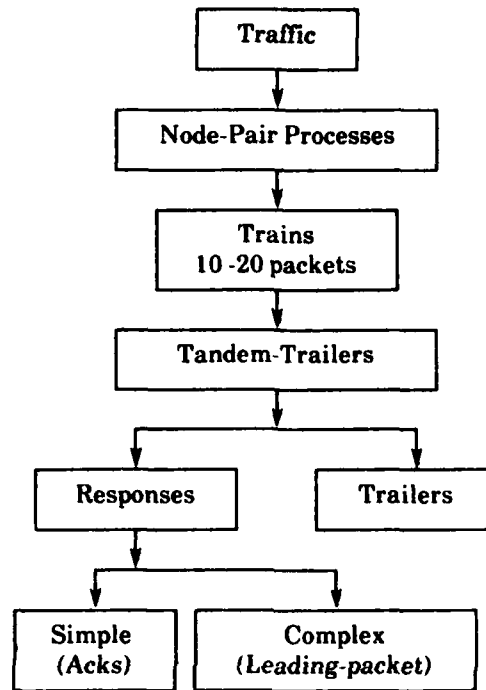 Traffic
Node-Pair Processes
Trains
10 -20 packets
Tandem-Trailers
Responses
Trailers
Simple
(Acks)
Complex
(Leading-packet)